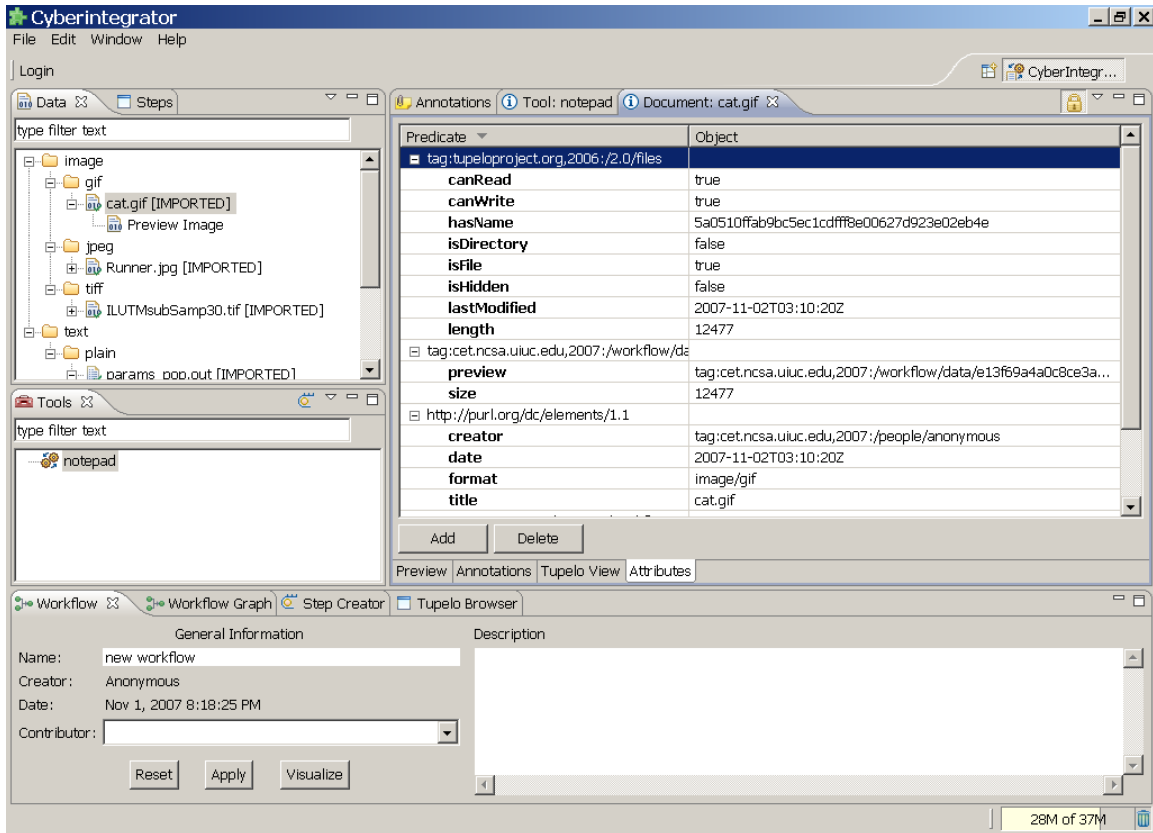 Cyberintegrator
File Edit Window Help
Login
CyberIntegr...
Data Steps
type filter text
image
gif
cat.gif [IMPORTED]
Preview Image
jpeg
Runner.jpg [IMPORTED]
tiff
ILUTMsubSamp30.tif [IMPORTED]
text
plain
params_pop.out [IMPORTED]
Tools
type filter text
notepad
Annotations Tool: notepad Document: cat.gif
Predicate Object
tag:tupeloproject.org,2006:/2.0/files
canRead true
canWrite true
hasName 5a0510ffab9bc5ec1cdfff8e00627d923e02eb4e
isDirectory false
isFile true
isHidden false
lastModified 2007-11-02T03:10:20Z
length 12477
tag:cet.ncsa.uiuc.edu,2007:/workflow/da
preview tag:cet.ncsa.uiuc.edu,2007:/workflow/data/e13f69a4a0c8ce3a...
size 12477
http://purl.org/dc/elements/1.1
creator tag:cet.ncsa.uiuc.edu,2007:/people/anonymous
date 2007-11-02T03:10:20Z
format image/gif
title cat.gif
Add Delete
Preview Annotations Tupelo View Attributes
Workflow Workflow Graph Step Creator Tupelo Browser
General Information Description
Name: new workflow
Creator: Anonymous
Date: Nov 1, 2007 8:18:25 PM
Contributor:
Reset Apply Visualize
28M of 37M